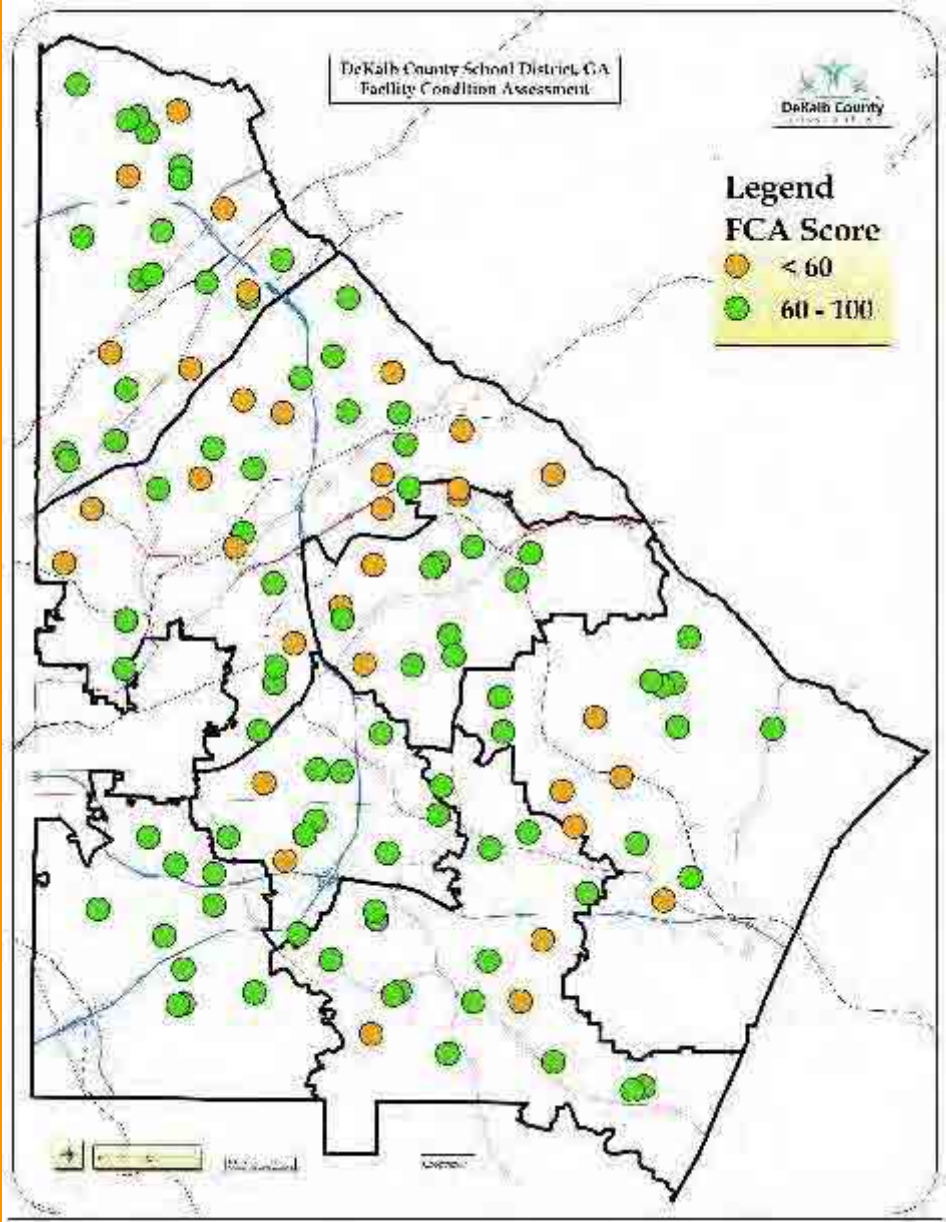 DeKalb County School District, GA
Facility Condition Assessment
DeKalb County
Legend
FCA Score
< 60
60 - 100